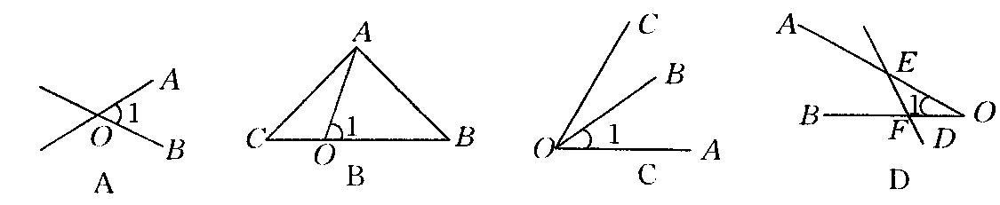 A 1 O B
A
A C O 1 B
B
C B O 1 A
C
A E B 1 O F D
D